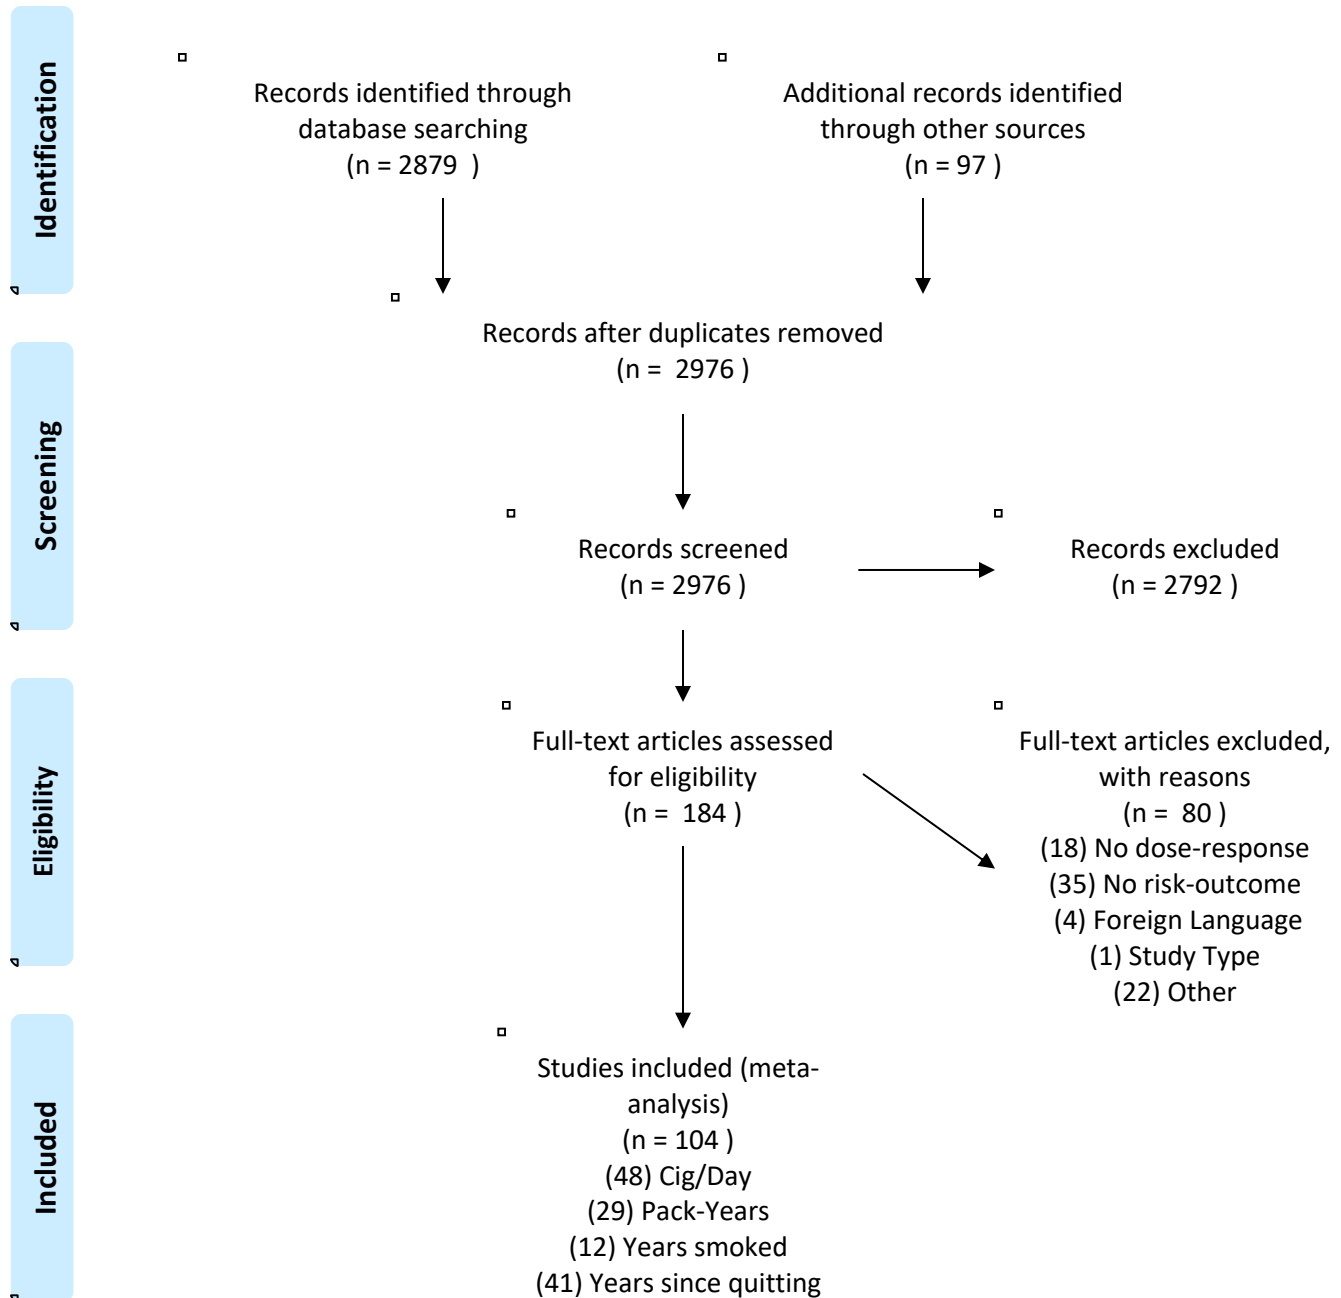 Identification
Records identified through
database searching
(n = 2879 )
Additional records identified
through other sources
(n = 97 )
Records after duplicates removed
(n = 2976 )
Screening
Records screened
(n = 2976 )
Records excluded
(n = 2792 )
Eligibility
Full-text articles assessed
for eligibility
(n = 184 )
Full-text articles excluded,
with reasons
(n = 80 )
(18) No dose-response
(35) No risk-outcome
(4) Foreign Language
(1) Study Type
(22) Other
Included
Studies included (meta-
analysis)
(n = 104 )
(48) Cig/Day
(29) Pack-Years
(12) Years smoked
(41) Years since quitting